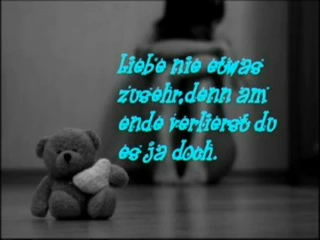 Liebe nie etwas
zusehr,denn am
ende verlierst du
es ja doch.